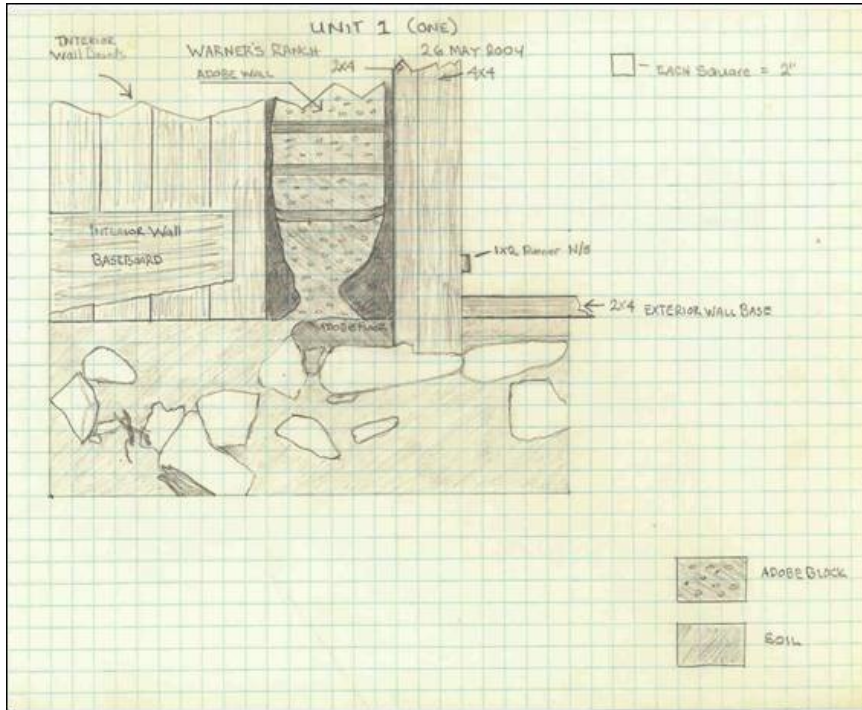 UNIT 1 (ONE)
INTERIOR
Wall Boards
WARNER'S RANCH
26 MAY 2004
ADOBE WALL
2x4
4x4
- EACH Square = 2"
INTERIOR Wall
BASEBOARD
1x2 Runner N/S
2x4 EXTERIOR WALL BASE
ADOBE FLOOR
ADOBE BLOCK
SOIL